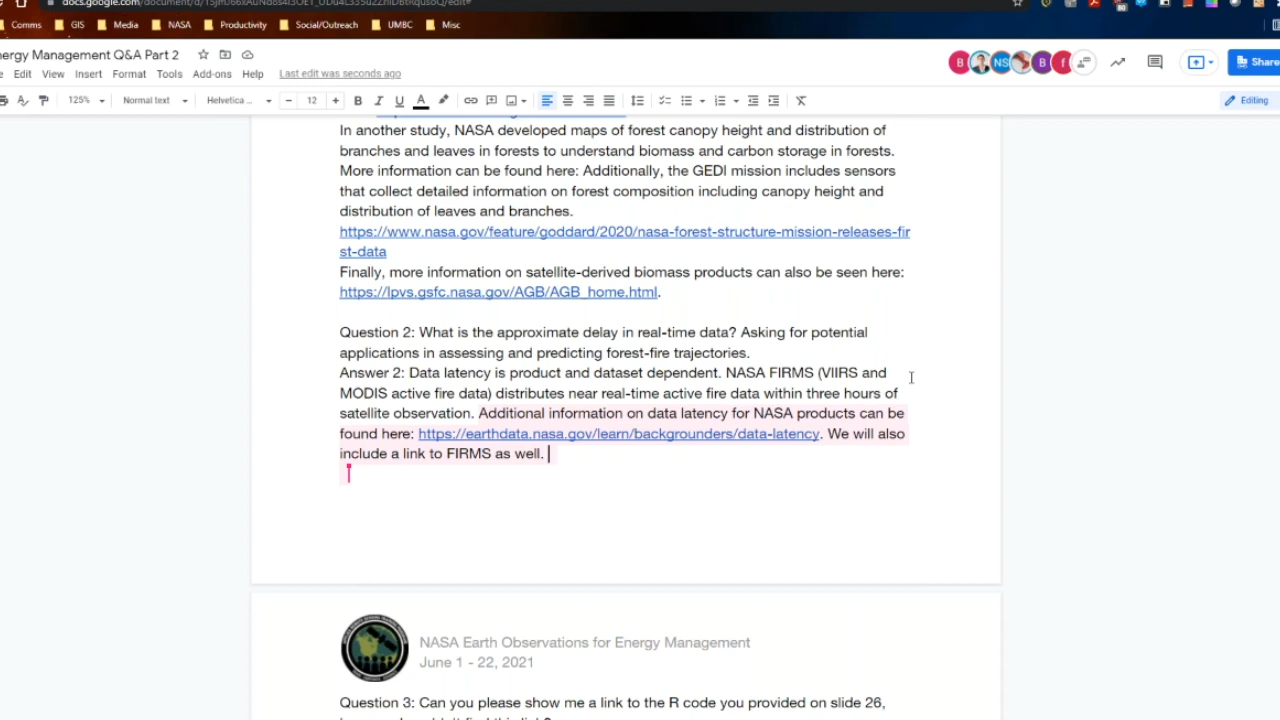 Comms GIS Media NASA Productivity Social/Outreach UMBC Misc
nergy Management Q&A Part 2
Edit View Insert Format Tools Add-ons Help Last edit was seconds ago
B NS B f Share
125% Normal text Helvetica ... 12 B I U A Editing
In another study, NASA developed maps of forest canopy height and distribution of
branches and leaves in forests to understand biomass and carbon storage in forests.
More information can be found here: Additionally, the GEDI mission includes sensors
that collect detailed information on forest composition including canopy height and
distribution of leaves and branches.
https://www.nasa.gov/feature/goddard/2020/nasa-forest-structure-mission-releases-fir
st-data
Finally, more information on satellite-derived biomass products can also be seen here:
https://lpvs.gsfc.nasa.gov/AGB/AGB_home.html.
Question 2: What is the approximate delay in real-time data? Asking for potential
applications in assessing and predicting forest-fire trajectories.
Answer 2: Data latency is product and dataset dependent. NASA FIRMS (VIIRS and
MODIS active fire data) distributes near real-time active fire data within three hours of
satellite observation. Additional information on data latency for NASA products can be
found here: https://earthdata.nasa.gov/learn/backgrounders/data-latency. We will also
include a link to FIRMS as well.
NASA Earth Observations for Energy Management
June 1 - 22, 2021
Question 3: Can you please show me a link to the R code you provided on slide 26,